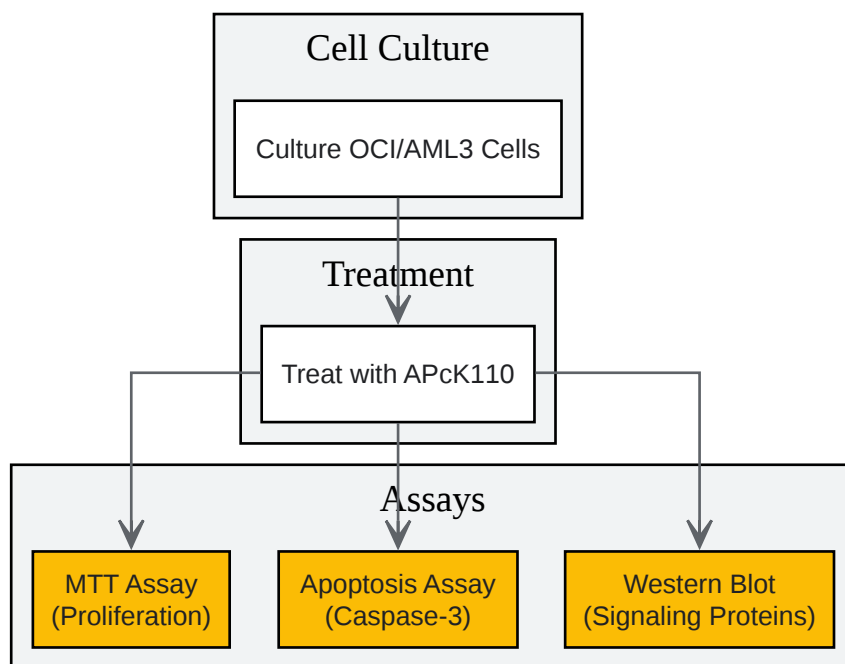 Cell Culture
Culture OCI/AML3 Cells
Treatment
Treat with APcK110
Assays
MTT Assay
(Proliferation)
Apoptosis Assay
(Caspase-3)
Western Blot
(Signaling Proteins)